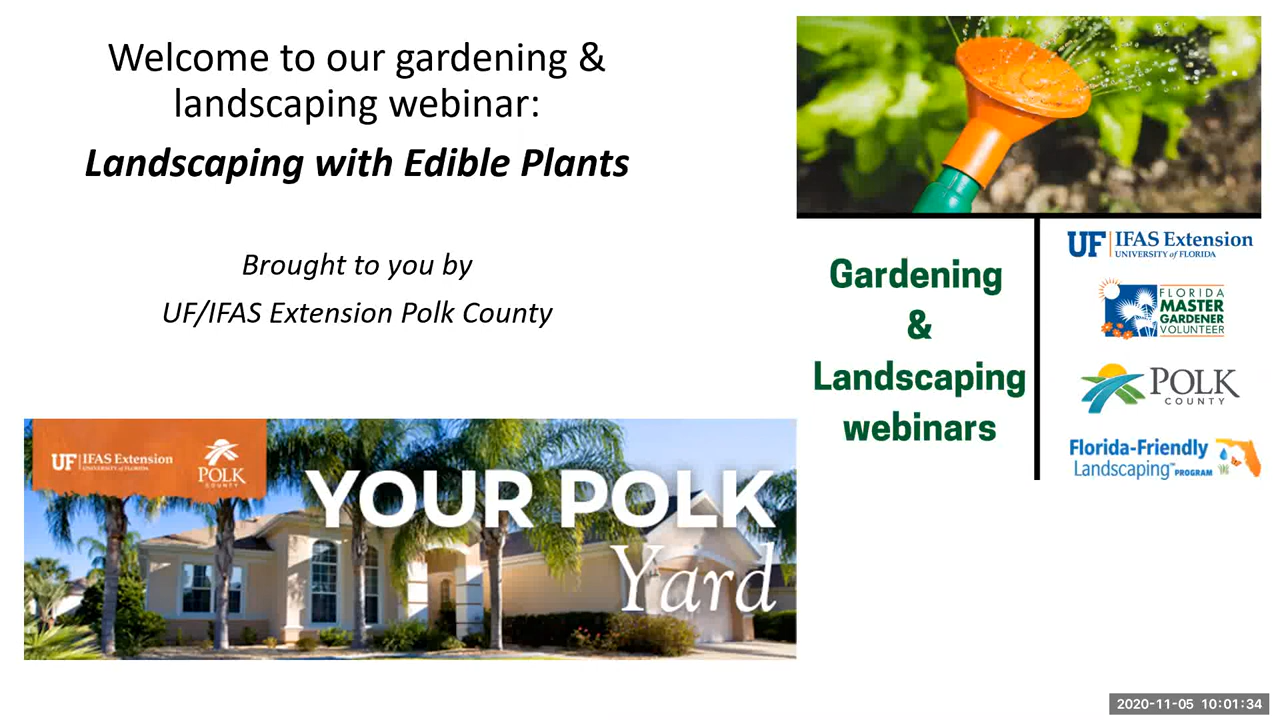 Welcome to our gardening &
landscaping webinar:
Landscaping with Edible Plants
Brought to you by
UF/IFAS Extension Polk County
Gardening
&
Landscaping
webinars
UF IFAS Extension
UNIVERSITY of FLORIDA
FLORIDA
MASTER
GARDENER
VOLUNTEER
POLK
COUNTY
Florida-Friendly
Landscaping™ PROGRAM
UF IFAS Extension
UNIVERSITY of FLORIDA
POLK
COUNTY
YOUR POLK
Yard
2020-11-05 10:01:34